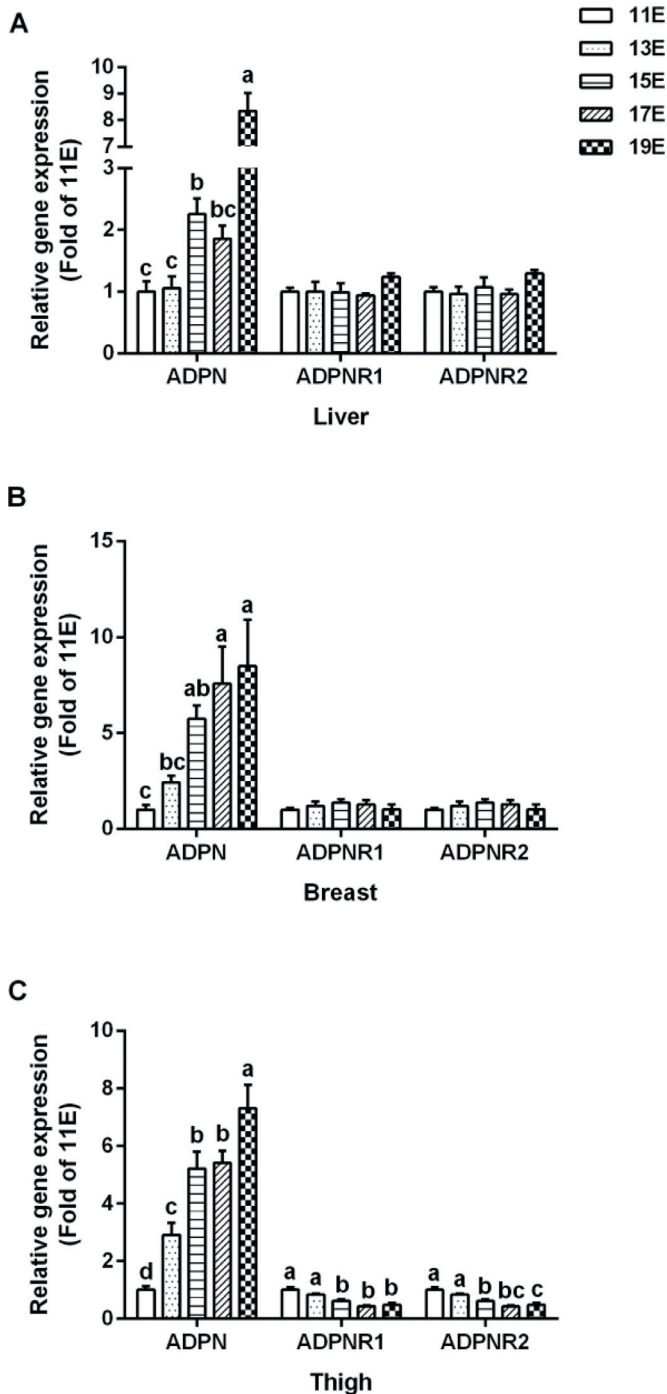 A
11E
13E
15E
17E
19E
Relative gene expression
(Fold of 11E)
10
9
8
7
3
2
1
0
c c b bc a
ADPN ADPNR1 ADPNR2
Liver
B
Relative gene expression
(Fold of 11E)
15
10
5
0
c bc ab a a
ADPN ADPNR1 ADPNR2
Breast
C
Relative gene expression
(Fold of 11E)
10
8
6
4
2
0
d c b b a a a b b b a a b bc c
ADPN ADPNR1 ADPNR2
Thigh